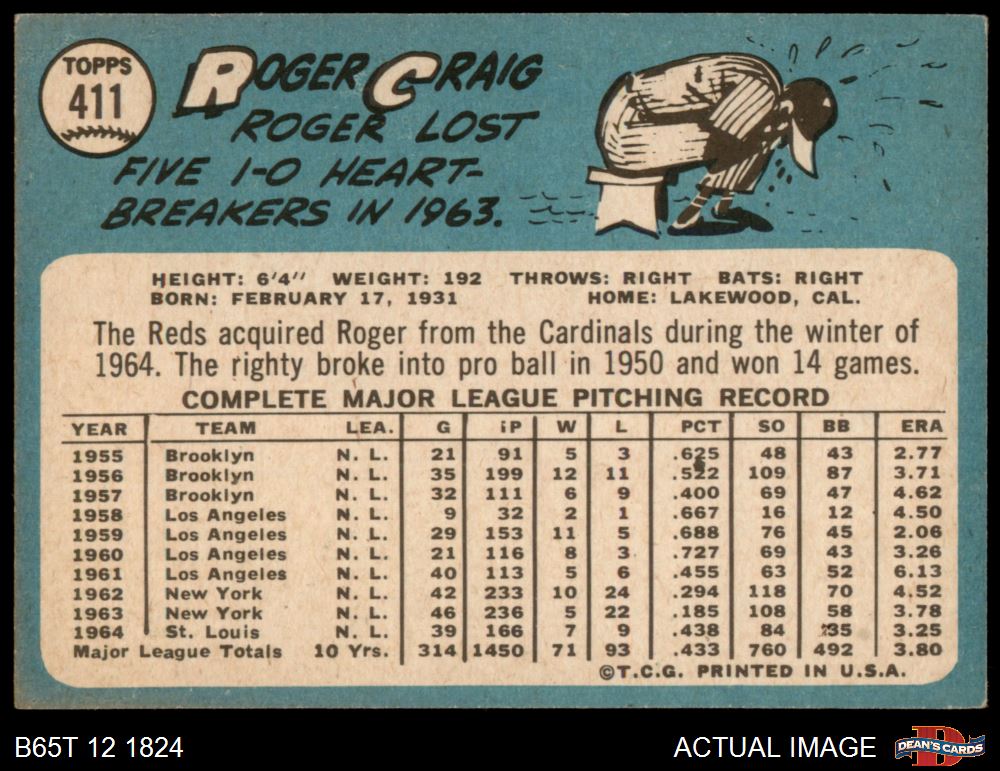 TOPPS
411
ROGER CRAIG
ROGER LOST
FIVE 1-0 HEART-
BREAKERS IN 1963.
HEIGHT: 6'4" WEIGHT: 192 THROWS: RIGHT BATS: RIGHT
BORN: FEBRUARY 17, 1931 HOME: LAKEWOOD, CAL.
The Reds acquired Roger from the Cardinals during the winter of
1964. The righty broke into pro ball in 1950 and won 14 games.
COMPLETE MAJOR LEAGUE PITCHING RECORD
YEAR TEAM LEA. G IP W L PCT SO BB ERA
1955 Brooklyn N. L. 21 91 5 3 .625 48 43 2.77
1956 Brooklyn N. L. 35 199 12 11 .522 109 87 3.71
1957 Brooklyn N. L. 32 111 6 9 .400 69 47 4.62
1958 Los Angeles N. L. 9 32 2 1 .667 16 12 4.50
1959 Los Angeles N. L. 29 153 11 5 .688 76 45 2.06
1960 Los Angeles N. L. 21 116 8 3 .727 69 43 3.26
1961 Los Angeles N. L. 40 113 5 6 .455 63 52 6.13
1962 New York N. L. 42 233 10 24 .294 118 70 4.52
1963 New York N. L. 46 236 5 22 .185 108 58 3.78
1964 St. Louis N. L. 39 166 7 9 .438 84 35 3.25
Major League Totals 10 Yrs. 314 1450 71 93 .433 760 492 3.80
©T.C.G. PRINTED IN U.S.A.
B65T 12 1824
ACTUAL IMAGE
DEAN'S CARDS